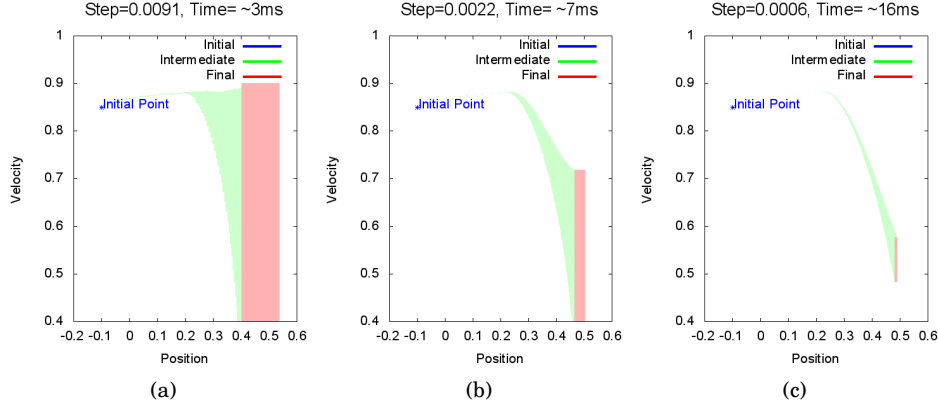 Step=0.0091, Time= ~3ms
1
0.9
0.8
0.7
0.6
0.5
0.4
Velocity
Initial
Intermediate
Final
Initial Point
-0.2 -0.1 0 0.1 0.2 0.3 0.4 0.5 0.6
Position
(a)
Step=0.0022, Time= ~7ms
1
0.9
0.8
0.7
0.6
0.5
0.4
Velocity
Initial
Intermediate
Final
Initial Point
-0.2 -0.1 0 0.1 0.2 0.3 0.4 0.5 0.6
Position
(b)
Step=0.0006, Time= ~16ms
1
0.9
0.8
0.7
0.6
0.5
0.4
Velocity
Initial
Intermediate
Final
Initial Point
-0.2 -0.1 0 0.1 0.2 0.3 0.4 0.5 0.6
Position
(c)